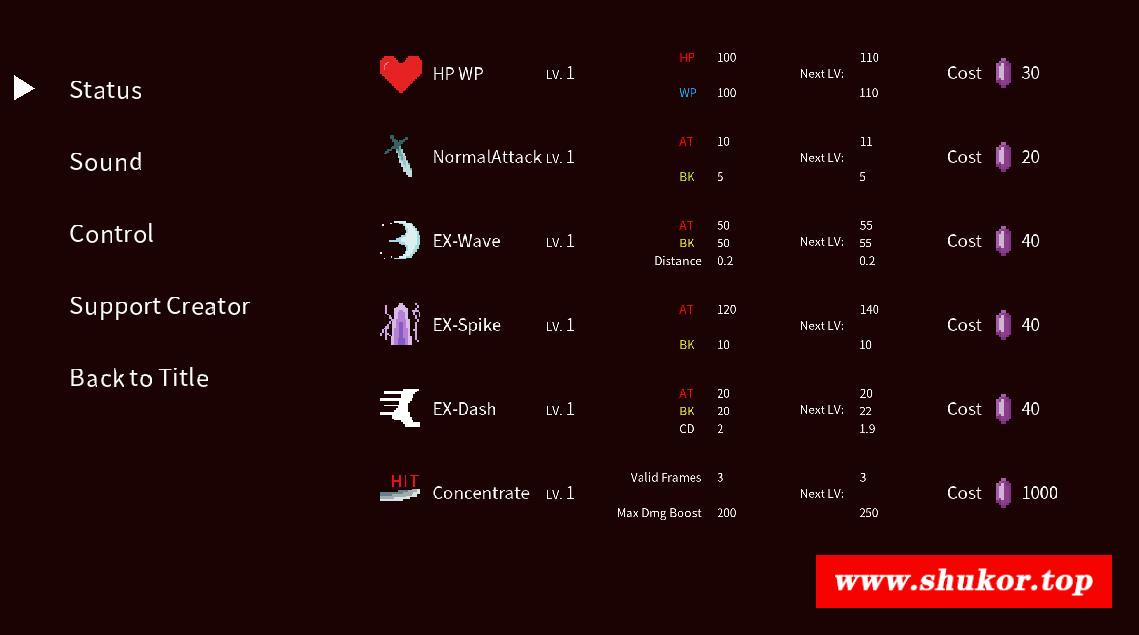 Status
Sound
Control
Support Creator
Back to Title
HP WP LV. 1 HP 100 WP 100 Next LV: 110 110 Cost 30
NormalAttack LV. 1 AT 10 BK 5 Next LV: 11 5 Cost 20
EX-Wave LV. 1 AT 50 BK 50 Distance 0.2 Next LV: 55 55 0.2 Cost 40
EX-Spike LV. 1 AT 120 BK 10 Next LV: 140 10 Cost 40
EX-Dash LV. 1 AT 20 BK 20 CD 2 Next LV: 20 22 1.9 Cost 40
HIT Concentrate LV. 1 Valid Frames 3 Max Dmg Boost 200 Next LV: 3 250 Cost 1000
www.shukor.top